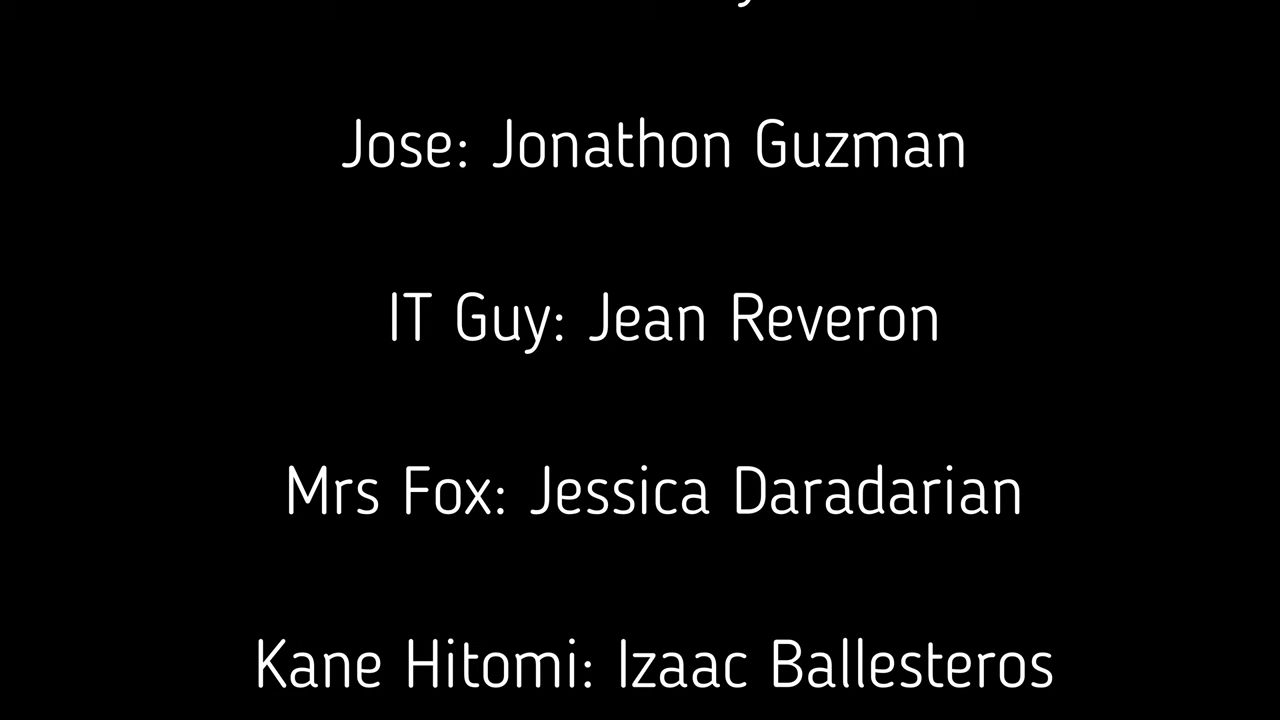 Jose: Jonathon Guzman
IT Guy: Jean Reveron
Mrs Fox: Jessica Daradarian
Kane Hitomi: Izaac Ballesteros